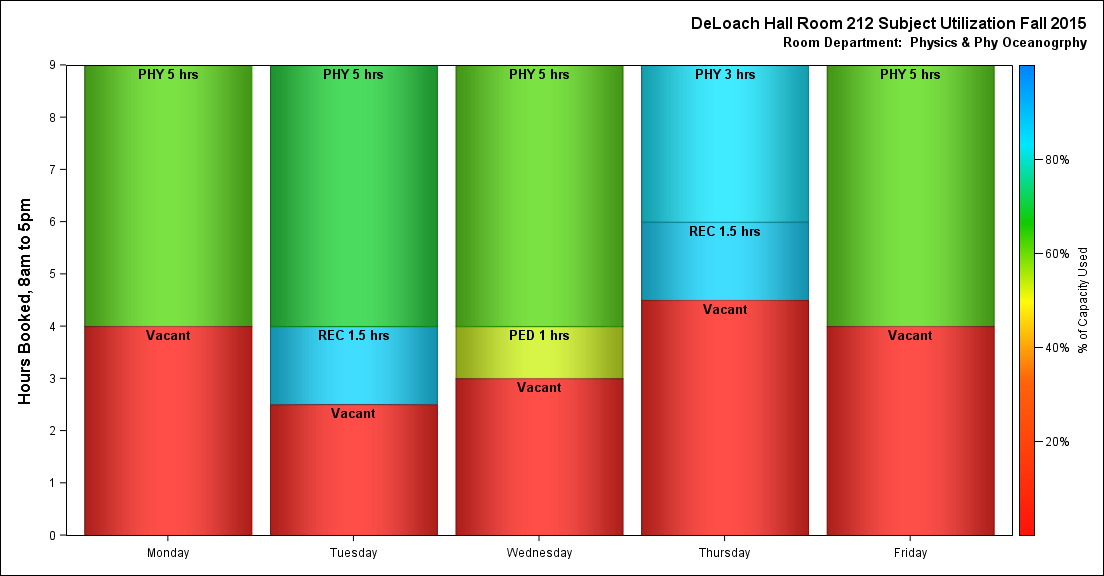 DeLoach Hall Room 212 Subject Utilization Fall 2015
Room Department:  Physics & Phy Oceanogrphy
Hours Booked, 8am to 5pm
9
8
7
6
5
4
3
2
1
0
PHY 5 hrs
Vacant
PHY 5 hrs
REC 1.5 hrs
Vacant
PHY 5 hrs
PED 1 hrs
Vacant
PHY 3 hrs
REC 1.5 hrs
Vacant
PHY 5 hrs
Vacant
Monday
Tuesday
Wednesday
Thursday
Friday
80%
60%
40%
20%
% of Capacity Used